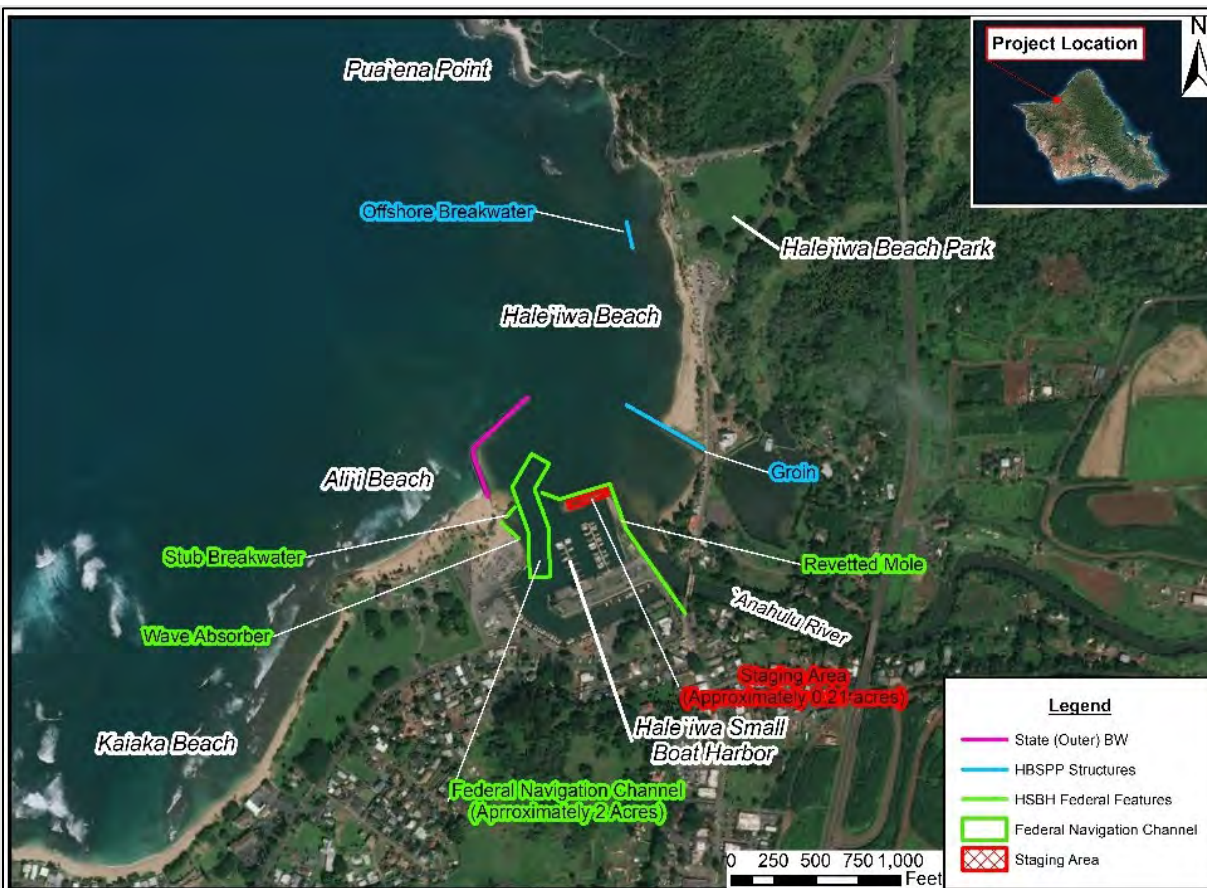 Pua`ena Point
Project Location
N
Offshore Breakwater
Hale`iwa Beach Park
Hale`iwa Beach
Groin
Ali`i Beach
Stub Breakwater
Revetted Mole
Wave Absorber
`Anahulu River
Staging Area
(Approximately 0.21 acres)
Hale`iwa Small
Boat Harbor
Kaiaka Beach
Federal Navigation Channel
(Aprroximately 2 Acres)
0 250 500 750 1,000
Feet
Legend
State (Outer) BW
HBSPP Structures
HSBH Federal Features
Federal Navigation Channel
Staging Area